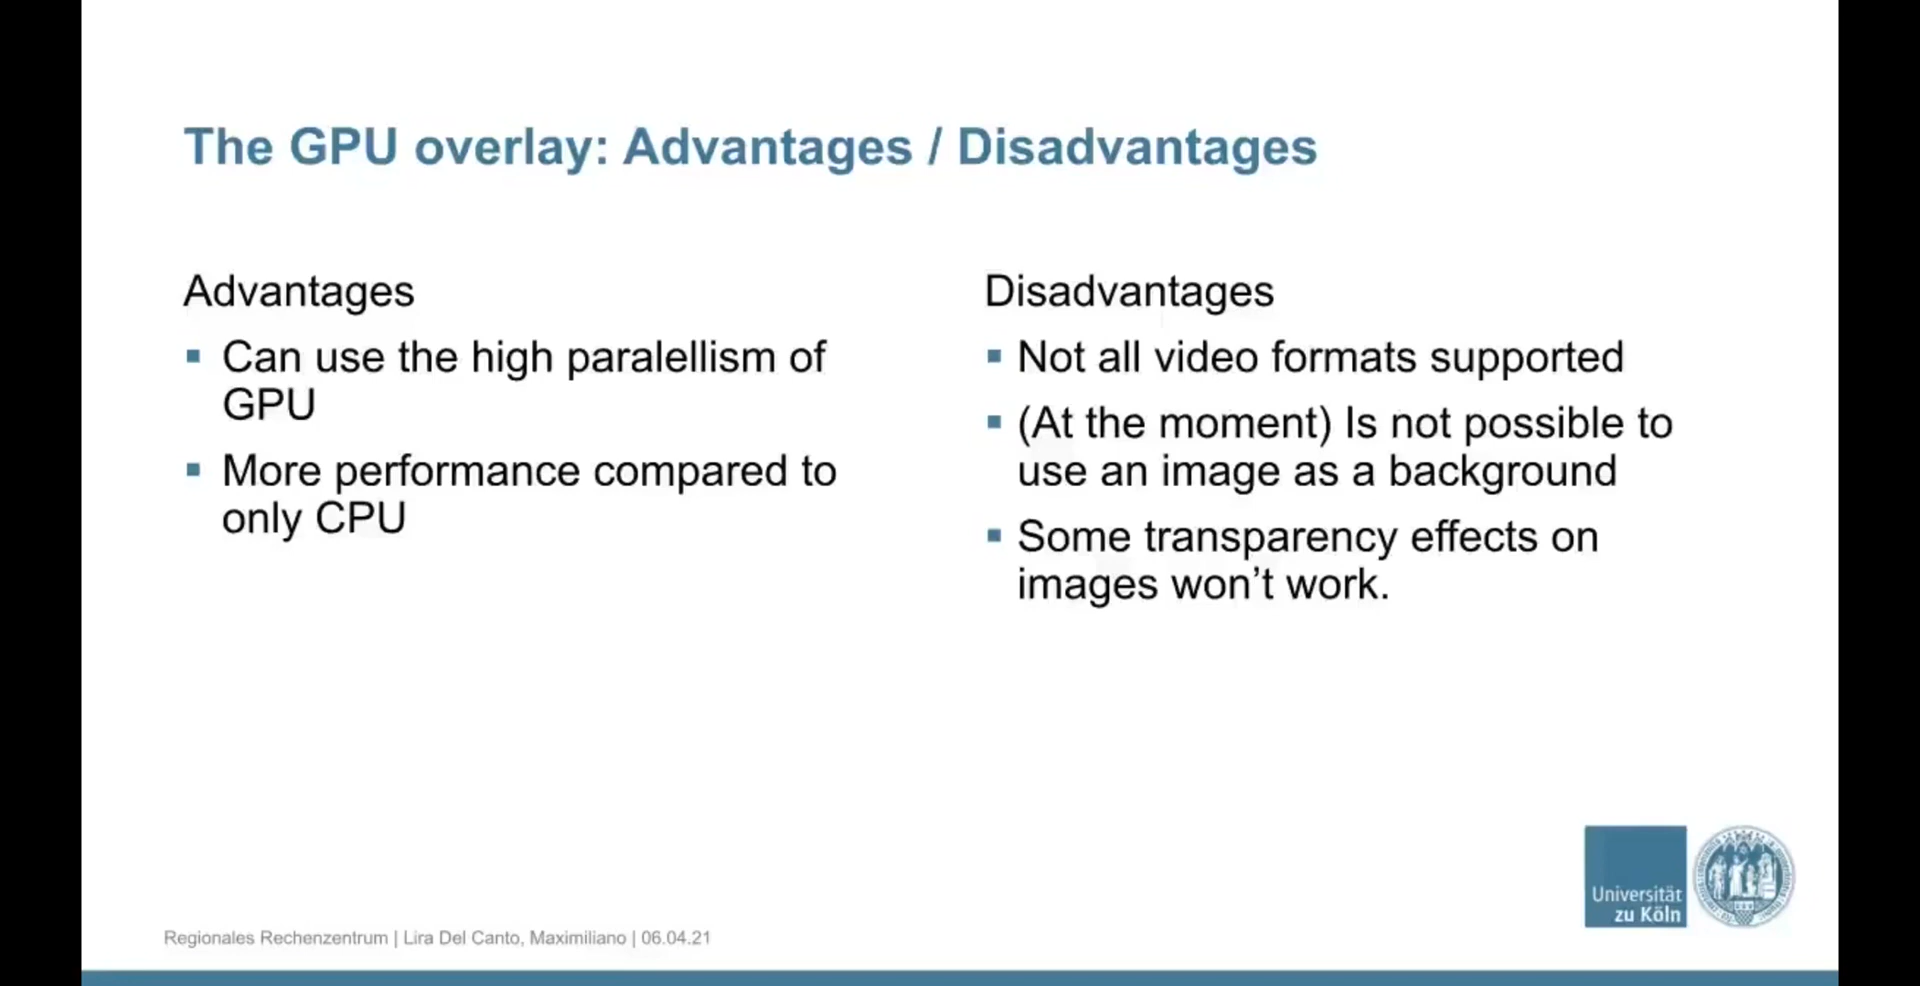 The GPU overlay: Advantages / Disadvantages
Advantages
▪ Can use the high paralellism of
GPU
▪ More performance compared to
only CPU
Disadvantages
▪ Not all video formats supported
▪ (At the moment) Is not possible to
use an image as a background
▪ Some transparency effects on
images won’t work.
Universität
zu Köln
Regionales Rechenzentrum | Lira Del Canto, Maximiliano | 06.04.21